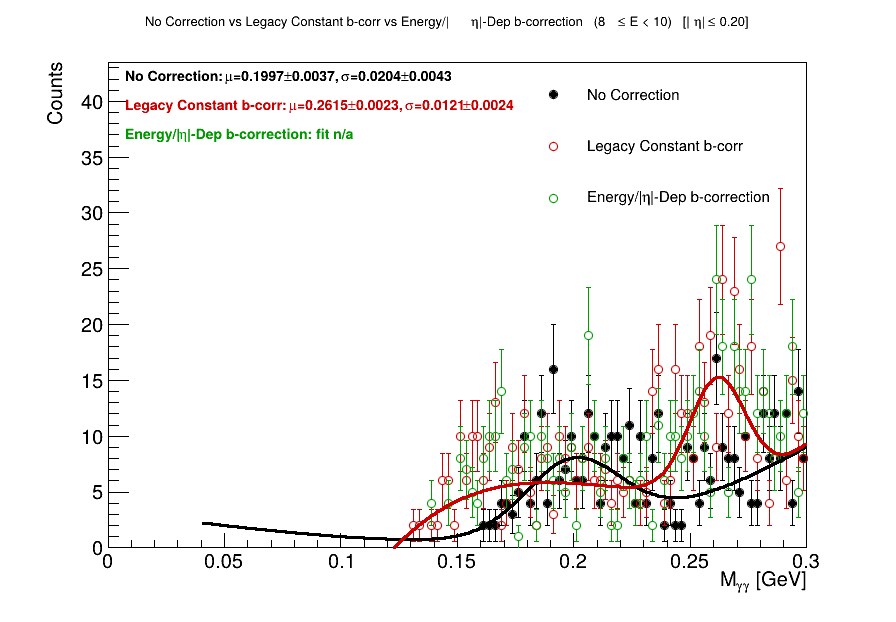 No Correction vs Legacy Constant b-corr vs Energy/| η|-Dep b-correction (8 ≤ E < 10) [| η| ≤ 0.20]
Counts
No Correction: μ=0.1997±0.0037, σ=0.0204±0.0043
Legacy Constant b-corr: μ=0.2615±0.0023, σ=0.0121±0.0024
Energy/|η|-Dep b-correction: fit n/a
No Correction
Legacy Constant b-corr
Energy/|η|-Dep b-correction
40
35
30
25
20
15
10
5
0
0 0.05 0.1 0.15 0.2 0.25 0.3
Mγγ [GeV]